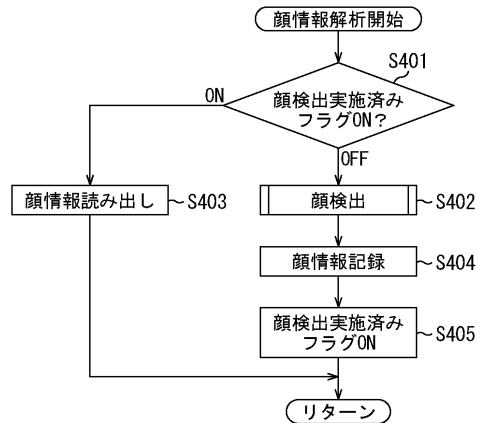 顔情報解析開始
S401
ON
顔検出実施済み
フラグON?
OFF
顔情報読み出し
S403
顔検出
S402
顔情報記録
S404
顔検出実施済み
フラグON
S405
リターン